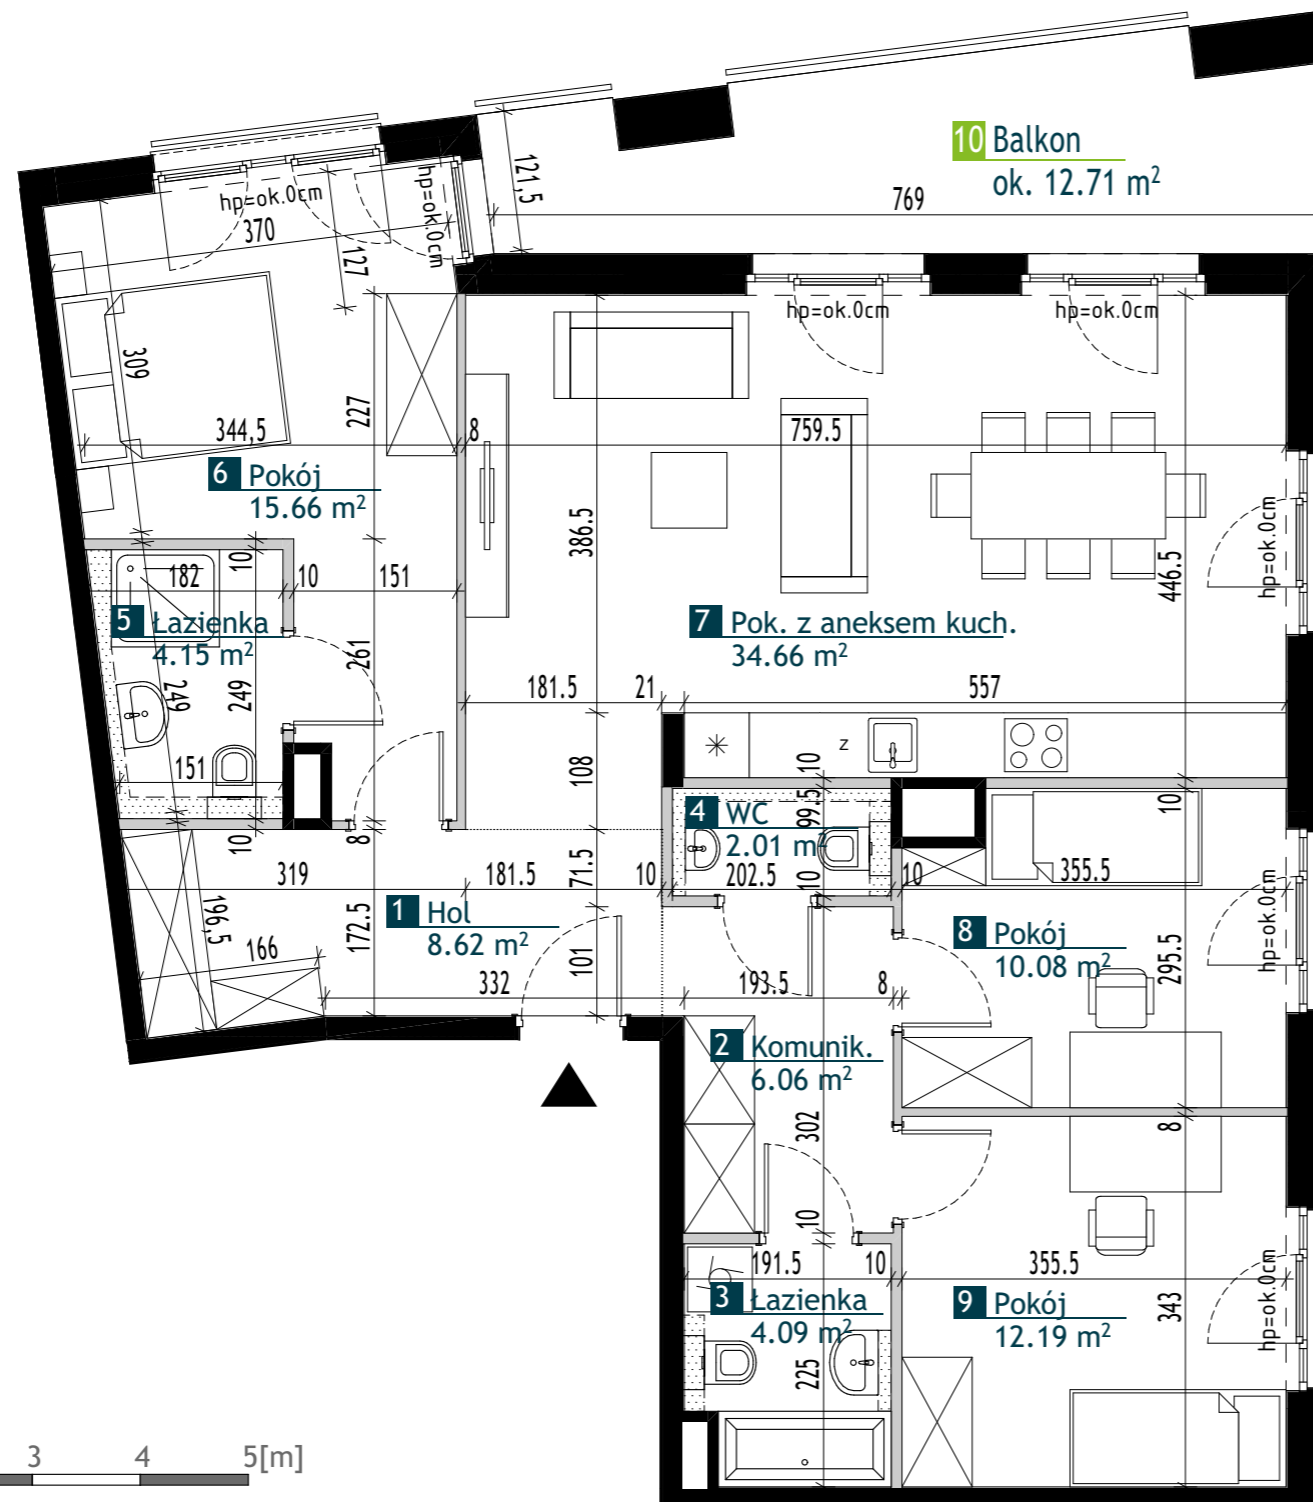 10 Balkon
ok. 12.71 m²
121,5
769
hp=ok.0cm
hp=ok.0cm
370
127
hp=ok.0cm
hp=ok.0cm
309
227
344,5
8
759.5
6 Pokój
15.66 m²
386.5
446.5
hp=ok.0cm
182
10
10
151
5 Łazienka
4.15 m²
261
249
249
7 Pok. z aneksem kuch.
34.66 m²
181.5
21
557
z
151
108
10
10
8
4 WC
2.01 m²
99.5
10
319
181.5
71.5
10
202.5
10
10
355.5
196,5
1 Hol
8.62 m²
172.5
166
101
332
193.5
8
8 Pokój
10.08 m²
295.5
hp=ok.0cm
2 Komunik.
6.06 m²
302
8
10
191.5
10
355.5
3 Łazienka
4.09 m²
225
9 Pokój
12.19 m²
343
hp=ok.0cm
3 4 5[m]